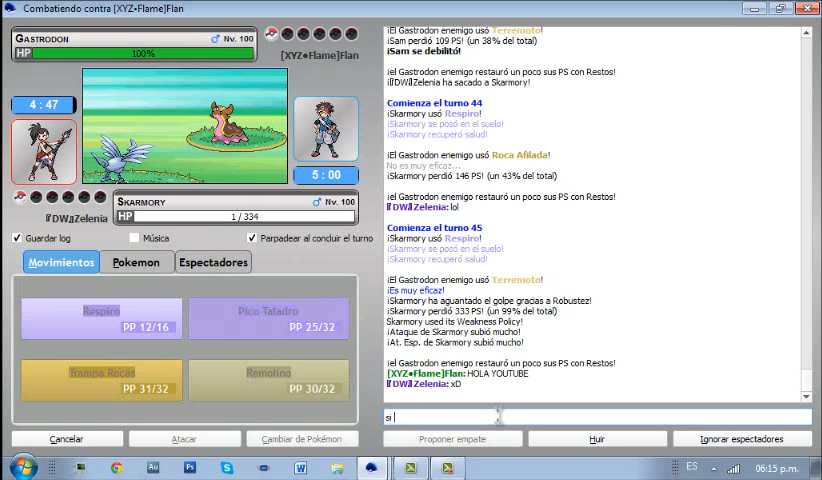 Combatiendo contra [XYZ•Flame]Flan
GASTRODON
♂ Nv. 100
HP
100%
[XYZ•Flame]Flan
4 : 47
5 : 00
SKARMORY
♂ Nv. 100
HP
1 / 334
Guardar log
Música
Parpadear al concluir el turno
Movimientos
Pokemon
Espectadores
Respiro
PP 12/16
Pico Taladro
PP 25/32
Trampa Rocas
PP 31/32
Remolino
PP 30/32
Cancelar
Atacar
Cambiar de Pokémon
¡El Gastrodon enemigo usó Terremoto!
¡Sam perdió 109 PS! (un 38% del total)
¡Sam se debilitó!
¡el Gastrodon enemigo restauró un poco sus PS con Restos!
ha sacado a Skarmory!
Comienza el turno 44
¡Skarmory usó Respiro!
¡Skarmory se posó en el suelo!
¡Skarmory recuperó salud!
¡El Gastrodon enemigo usó Roca Afilada!
No es muy eficaz...
¡Skarmory perdió 146 PS! (un 43% del total)
¡el Gastrodon enemigo restauró un poco sus PS con Restos!
lol
Comienza el turno 45
¡Skarmory usó Respiro!
¡Skarmory se posó en el suelo!
¡Skarmory recuperó salud!
¡El Gastrodon enemigo usó Terremoto!
¡Es muy eficaz!
¡Skarmory ha aguantado el golpe gracias a Robustez!
¡Skarmory perdió 333 PS! (un 99% del total)
Skarmory used its Weakness Policy!
¡Ataque de Skarmory subió mucho!
¡At. Esp. de Skarmory subió mucho!
¡el Gastrodon enemigo restauró un poco sus PS con Restos!
[XYZ•Flame]Flan: HOLA YOUTUBE
xD
si
Proponer empate
Huir
Ignorar espectadores
Au
Ps
ES
06:15 p.m.